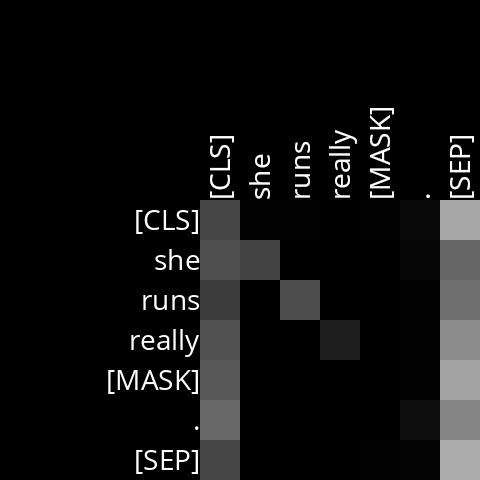 [CLS] she runs really [MASK] . [SEP]
[CLS]
she
runs
really
[MASK]
.
[SEP]